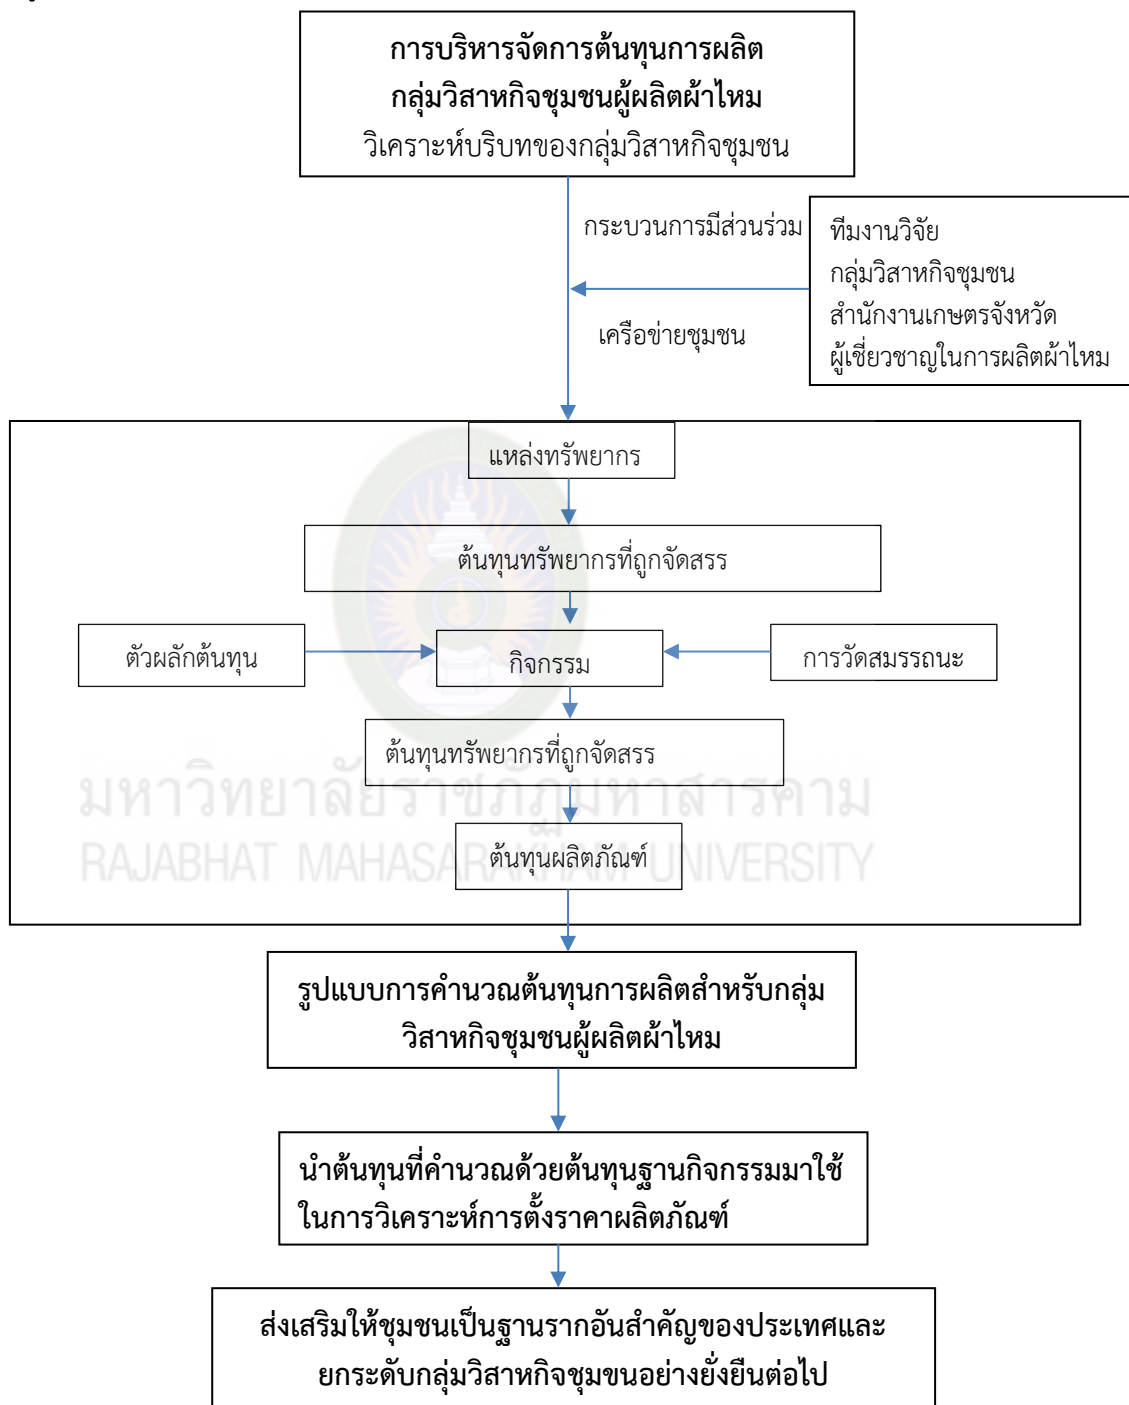 การบริหารจัดการต้นทุนการผลิต
กลุ่มวิสาหกิจชุมชนผู้ผลิตผ้าไหม
วิเคราะห์บริบทของกลุ่มวิสาหกิจชุมชน
กระบวนการมีส่วนร่วม
ทีมงานวิจัย
กลุ่มวิสาหกิจชุมชน
สำนักงานเกษตรจังหวัด
ผู้เชี่ยวชาญในการผลิตผ้าไหม
เครือข่ายชุมชน
แหล่งทรัพยากร
ต้นทุนทรัพยากรที่ถูกจัดสรร
ตัวผลักต้นทุน
กิจกรรม
การวัดสมรรถนะ
ต้นทุนทรัพยากรที่ถูกจัดสรร
มหาวิทยาลัยราชภัฏมหาสารคาม
RAJABHAT MAHASARAKHAM UNIVERSITY
ต้นทุนผลิตภัณฑ์
รูปแบบการคำนวณต้นทุนการผลิตสำหรับกลุ่ม
วิสาหกิจชุมชนผู้ผลิตผ้าไหม
นำต้นทุนที่คำนวณด้วยต้นทุนฐานกิจกรรมมาใช้
ในการวิเคราะห์การตั้งราคาผลิตภัณฑ์
ส่งเสริมให้ชุมชนเป็นฐานรากอันสำคัญของประเทศและ
ยกระดับกลุ่มวิสาหกิจชุมขนอย่างยั่งยืนต่อไป